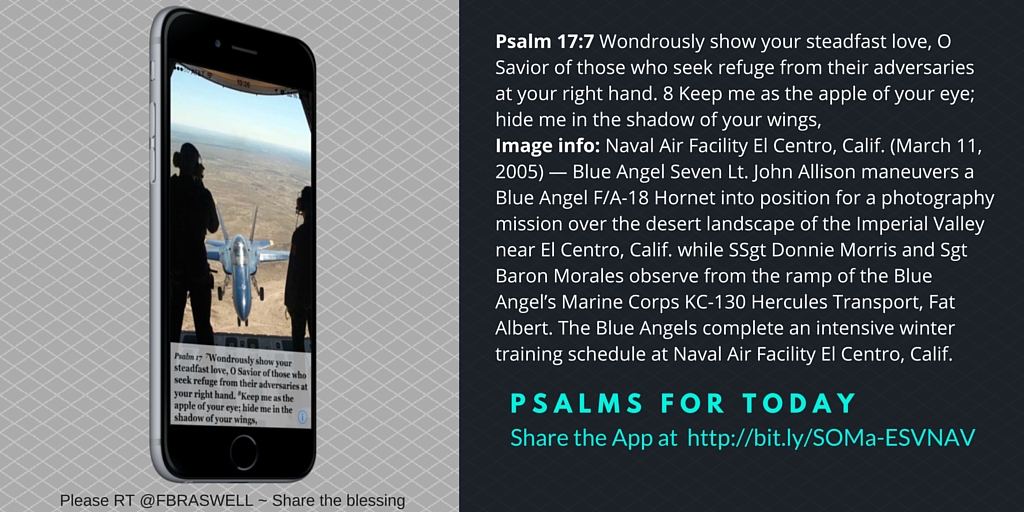 10:36
Psalm 17 7Wondrously show your
steadfast love, O Savior of those who
seek refuge from their adversaries at
your right hand. 8Keep me as the
apple of your eye; hide me in the
shadow of your wings,
Please RT @FBRASWELL ~ Share the blessing
Psalm 17:7 Wondrously show your steadfast love, O
Savior of those who seek refuge from their adversaries
at your right hand. 8 Keep me as the apple of your eye;
hide me in the shadow of your wings,
Image info: Naval Air Facility El Centro, Calif. (March 11,
2005) — Blue Angel Seven Lt. John Allison maneuvers a
Blue Angel F/A-18 Hornet into position for a photography
mission over the desert landscape of the Imperial Valley
near El Centro, Calif. while SSgt Donnie Morris and Sgt
Baron Morales observe from the ramp of the Blue
Angel’s Marine Corps KC-130 Hercules Transport, Fat
Albert. The Blue Angels complete an intensive winter
training schedule at Naval Air Facility El Centro, Calif.
PSALMS FOR TODAY
Share the App at http://bit.ly/SOMa-ESVNAV